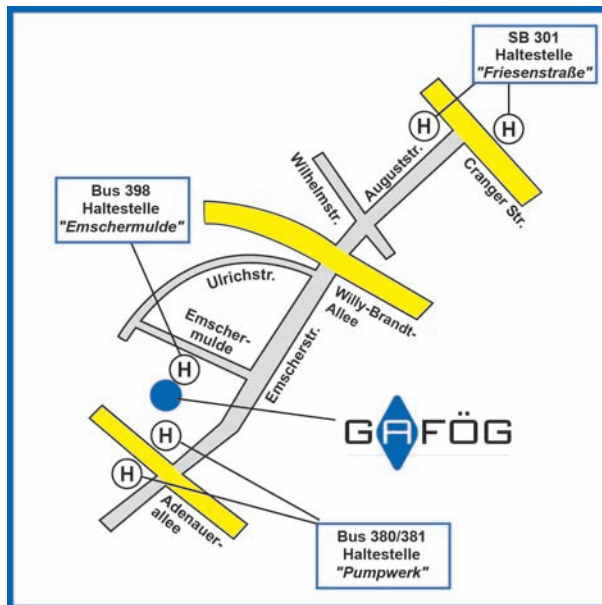 SB 301
Haltestelle
"Friesenstraße"
H
H
Wilhelmstr.
Auguststr.
Cranger Str.
Bus 398
Haltestelle
"Emschermulde"
Ulrichstr.
Willy-Brandt-
Allee
Emscher-
mulde
Emscherstr.
H
GAFÖG
H
H
Adenauer-
allee
Bus 380/381
Haltestelle
"Pumpwerk"